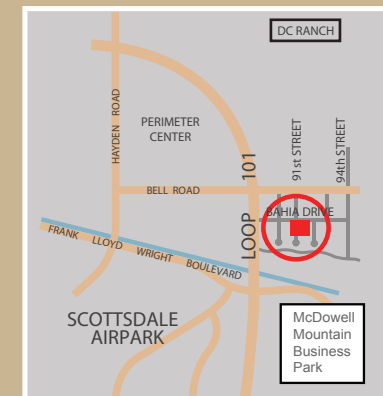 DC RANCH
HAYDEN ROAD
PERIMETER
CENTER
LOOP 101
91st STREET
94th STREET
BELL ROAD
BAHIA DRIVE
FRANK LLOYD WRIGHT BOULEVARD
SCOTTSDALE
AIRPARK
McDowell
Mountain
Business
Park